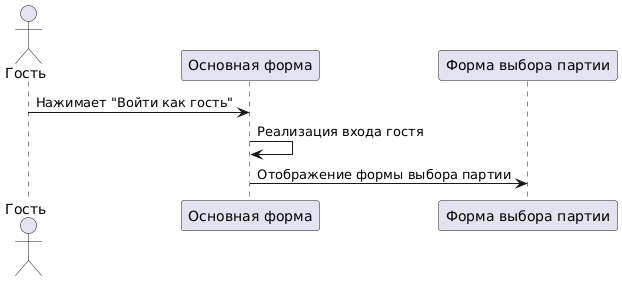 Гость
Основная форма
Форма выбора партии
Нажимает "Войти как гость"
Реализация входа гостя
Отображение формы выбора партии
Гость
Основная форма
Форма выбора партии